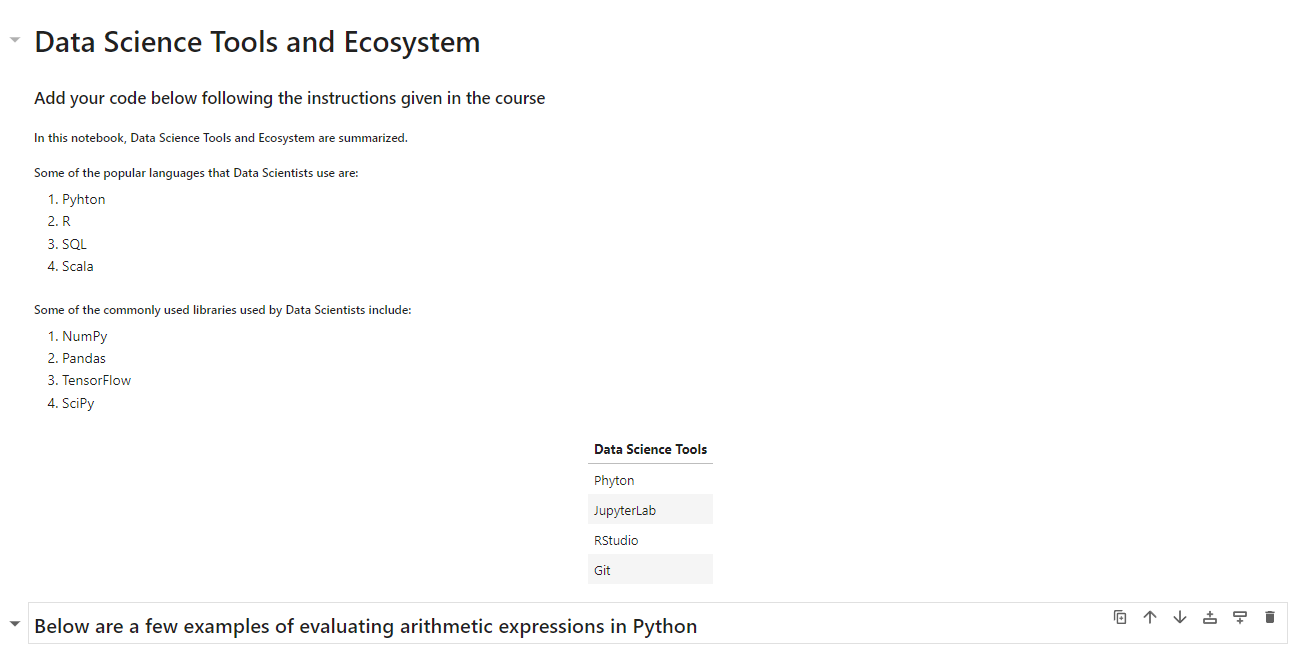 Data Science Tools and Ecosystem
Add your code below following the instructions given in the course
In this notebook, Data Science Tools and Ecosystem are summarized.
Some of the popular languages that Data Scientists use are:
1. Pyhton
2. R
3. SQL
4. Scala
Some of the commonly used libraries used by Data Scientists include:
1. NumPy
2. Pandas
3. TensorFlow
4. SciPy
Data Science Tools
Phyton
JupyterLab
RStudio
Git
Below are a few examples of evaluating arithmetic expressions in Python